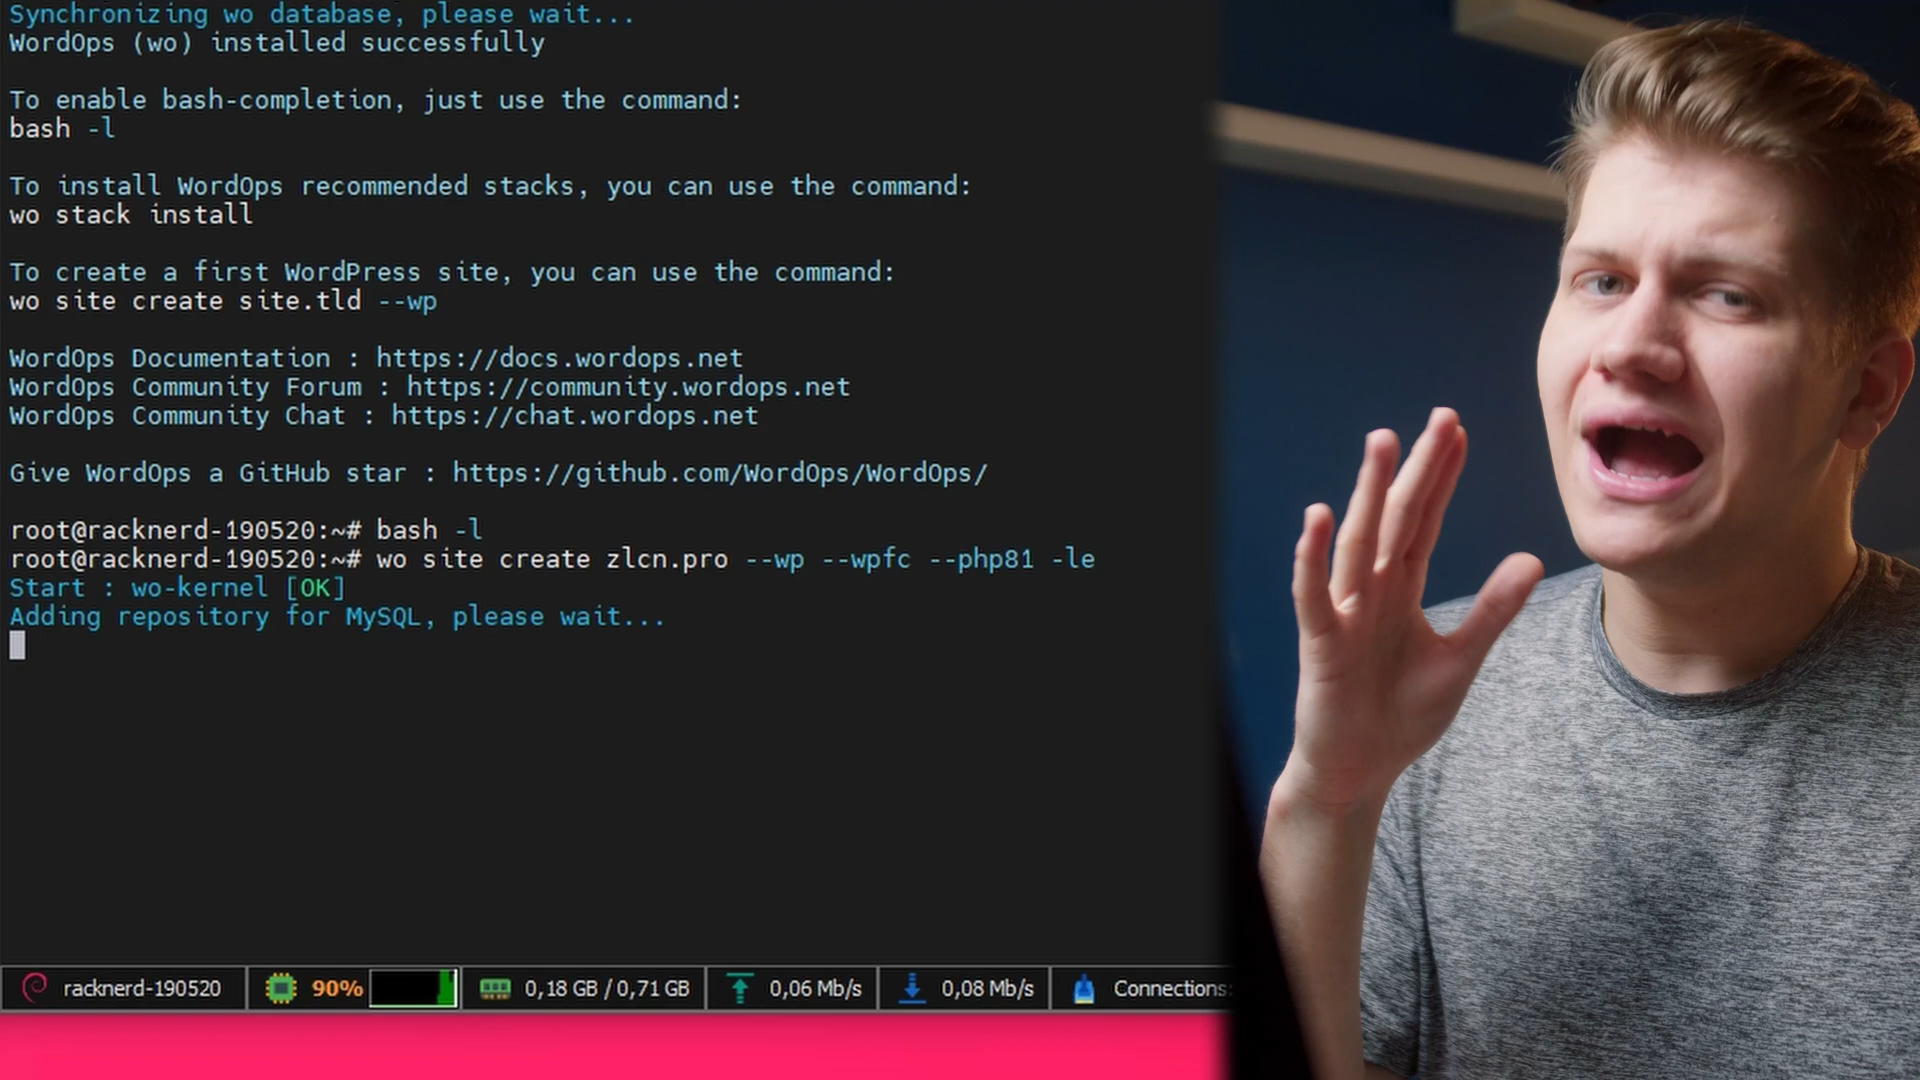 Synchronizing wo database, please wait...
WordOps (wo) installed successfully
To enable bash-completion, just use the command:
bash -l
To install WordOps recommended stacks, you can use the command:
wo stack install
To create a first WordPress site, you can use the command:
wo site create site.tld --wp
WordOps Documentation : https://docs.wordops.net
WordOps Community Forum : https://community.wordops.net
WordOps Community Chat : https://chat.wordops.net
Give WordOps a GitHub star : https://github.com/WordOps/WordOps/
root@racknerd-190520:~# bash -l
root@racknerd-190520:~# wo site create zlcn.pro --wp --wpfc --php81 -le
Start : wo-kernel [OK]
Adding repository for MySQL, please wait...
racknerd-190520 90% 0,18 GB / 0,71 GB 0,06 Mb/s 0,08 Mb/s Connections: